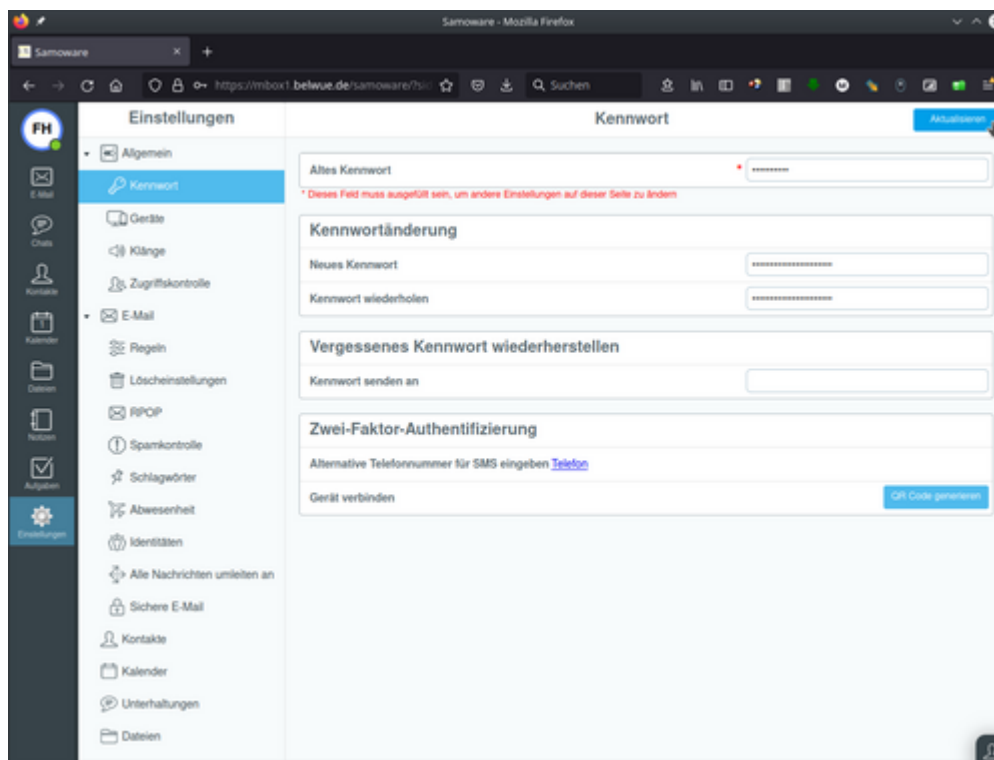 Samoware - Mozilla Firefox
Samoware
https://mbox1.belwue.de/samoware/?si
Suchen
FH
E-Mail
Chats
Kontakte
Kalender
Dateien
Notizen
Aufgaben
Einstellungen
Einstellungen
Allgemein
Kennwort
Geräte
Klänge
Zugriffskontrolle
E-Mail
Regeln
Löscheinstellungen
RPOP
Spamkontrolle
Schlagwörter
Abwesenheit
Identitäten
Alle Nachrichten umleiten an
Sichere E-Mail
Kontakte
Kalender
Unterhaltungen
Dateien
Kennwort
Aktualisieren
Altes Kennwort *
* Dieses Feld muss ausgefüllt sein, um andere Einstellungen auf dieser Seite zu ändern
Kennwortänderung
Neues Kennwort
Kennwort wiederholen
Vergessenes Kennwort wiederherstellen
Kennwort senden an
Zwei-Faktor-Authentifizierung
Alternative Telefonnummer für SMS eingeben Telefon
Gerät verbinden
QR Code generieren